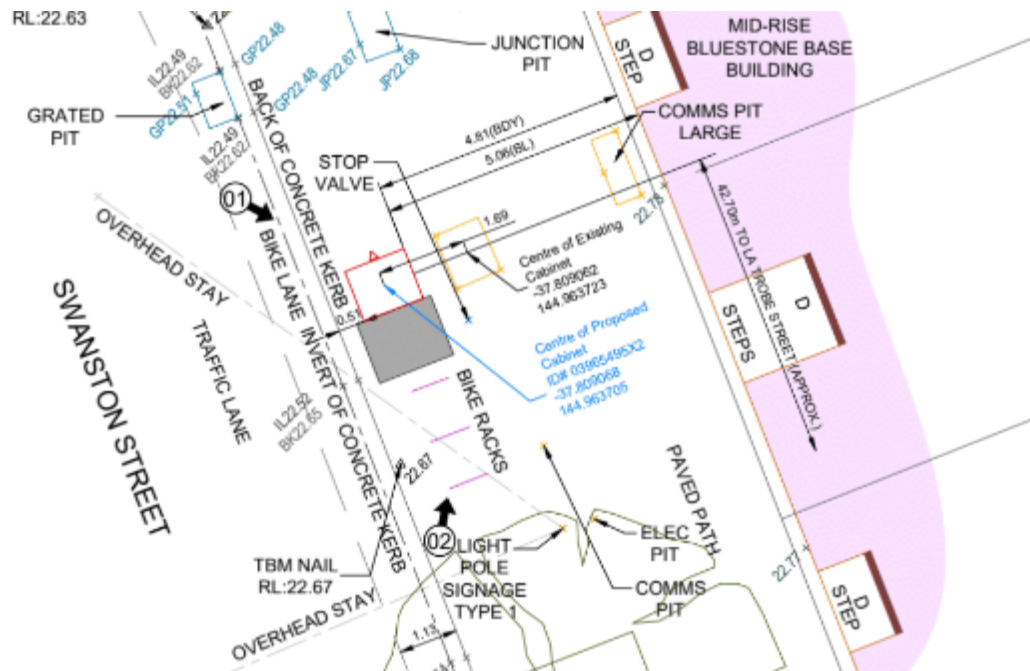 RL:22.63
JUNCTION
PIT
D
STEP
MID-RISE
BLUESTONE BASE
BUILDING
IL22.49
BK22.62
GP22.48
JP22.67
JP22.68
GRATED
PIT
GP22.51
GP22.48
IL22.49
BK22.62
BACK OF CONCRETE KERB
4.81(BDY)
5.06(BL)
COMMS PIT
LARGE
STOP
VALVE
01
1.69
22.78
42.70m TO LA TROBE STREET (APPROX.)
OVERHEAD STAY
BIKE LANE
INVERT OF CONCRETE KERB
Centre of Existing
Cabinet
-37.809062
144.963723
0.51
SWANSTON STREET
TRAFFIC LANE
Centre of Proposed
Cabinet
ID# 03965495X2
-37.809068
144.963705
D
STEPS
BIKE RACKS
IL22.52
BK22.65
22.67
PAVED PATH
02
LIGHT
POLE
SIGNAGE
TYPE 1
ELEC
PIT
TBM NAIL
RL:22.67
COMMS
PIT
22.77
D
STEP
OVERHEAD STAY
1.13